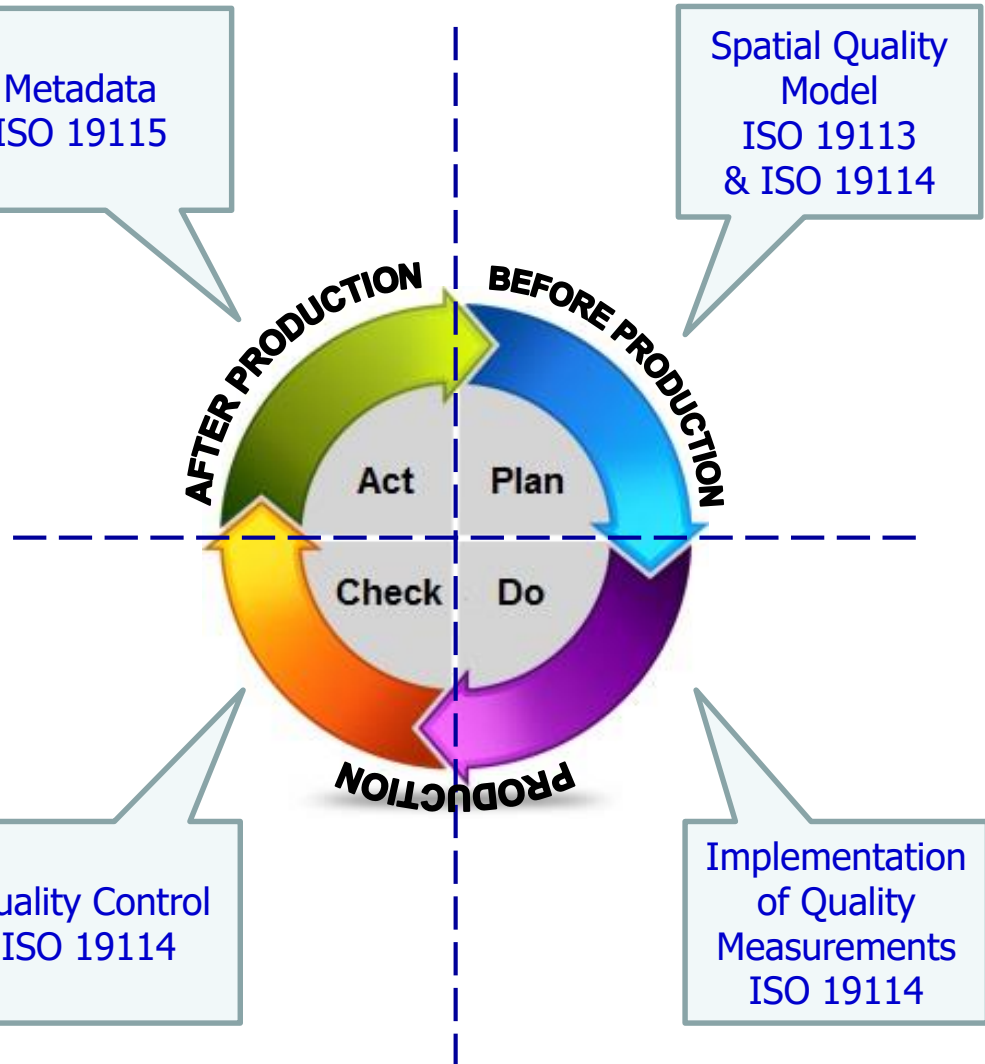 Metadata
ISO 19115
Spatial Quality
Model
ISO 19113
& ISO 19114
AFTER PRODUCTION
BEFORE PRODUCTION
Act
Plan
Check
Do
PRODUCTION
uality Control
ISO 19114
Implementation
of Quality
Measurements
ISO 19114